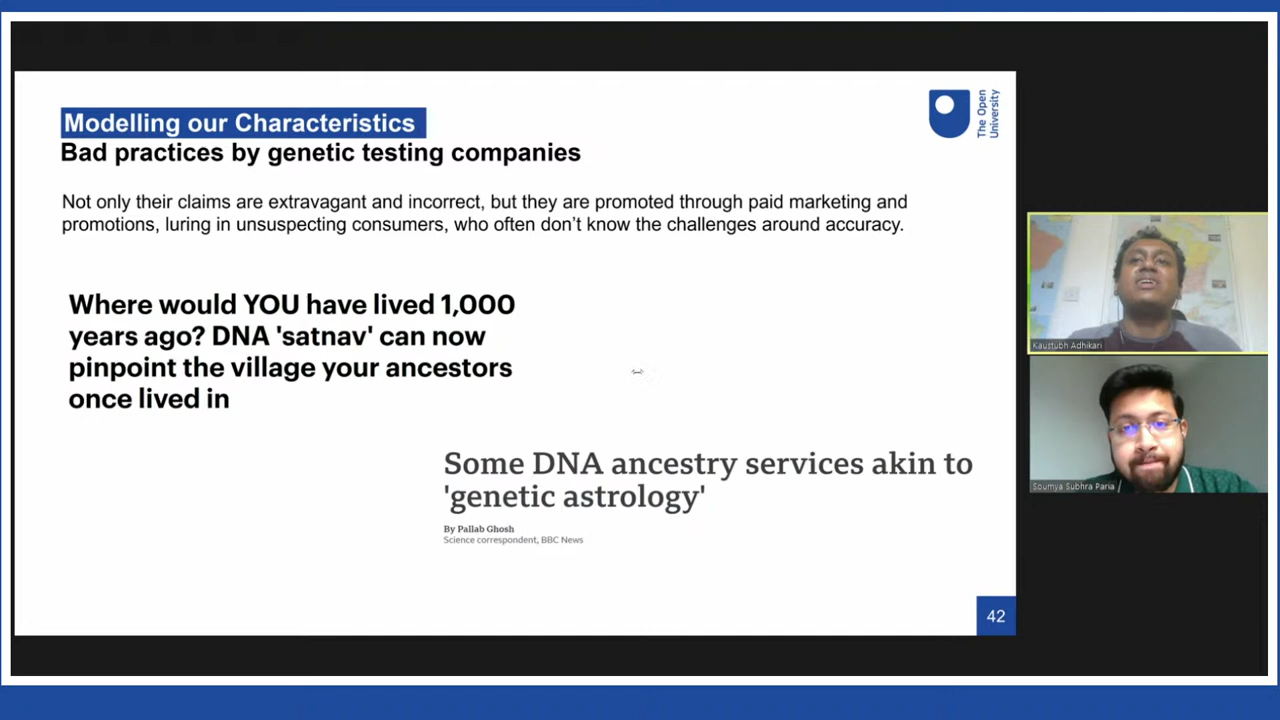 Modelling our Characteristics
Bad practices by genetic testing companies
The Open
University
Not only their claims are extravagant and incorrect, but they are promoted through paid marketing and
promotions, luring in unsuspecting consumers, who often don’t know the challenges around accuracy.
Where would YOU have lived 1,000
years ago? DNA 'satnav' can now
pinpoint the village your ancestors
once lived in
Some DNA ancestry services akin to
'genetic astrology'
By Pallab Ghosh
Science correspondent, BBC News
42
Kaustubh Adhikari
Soumya Subhra Paria